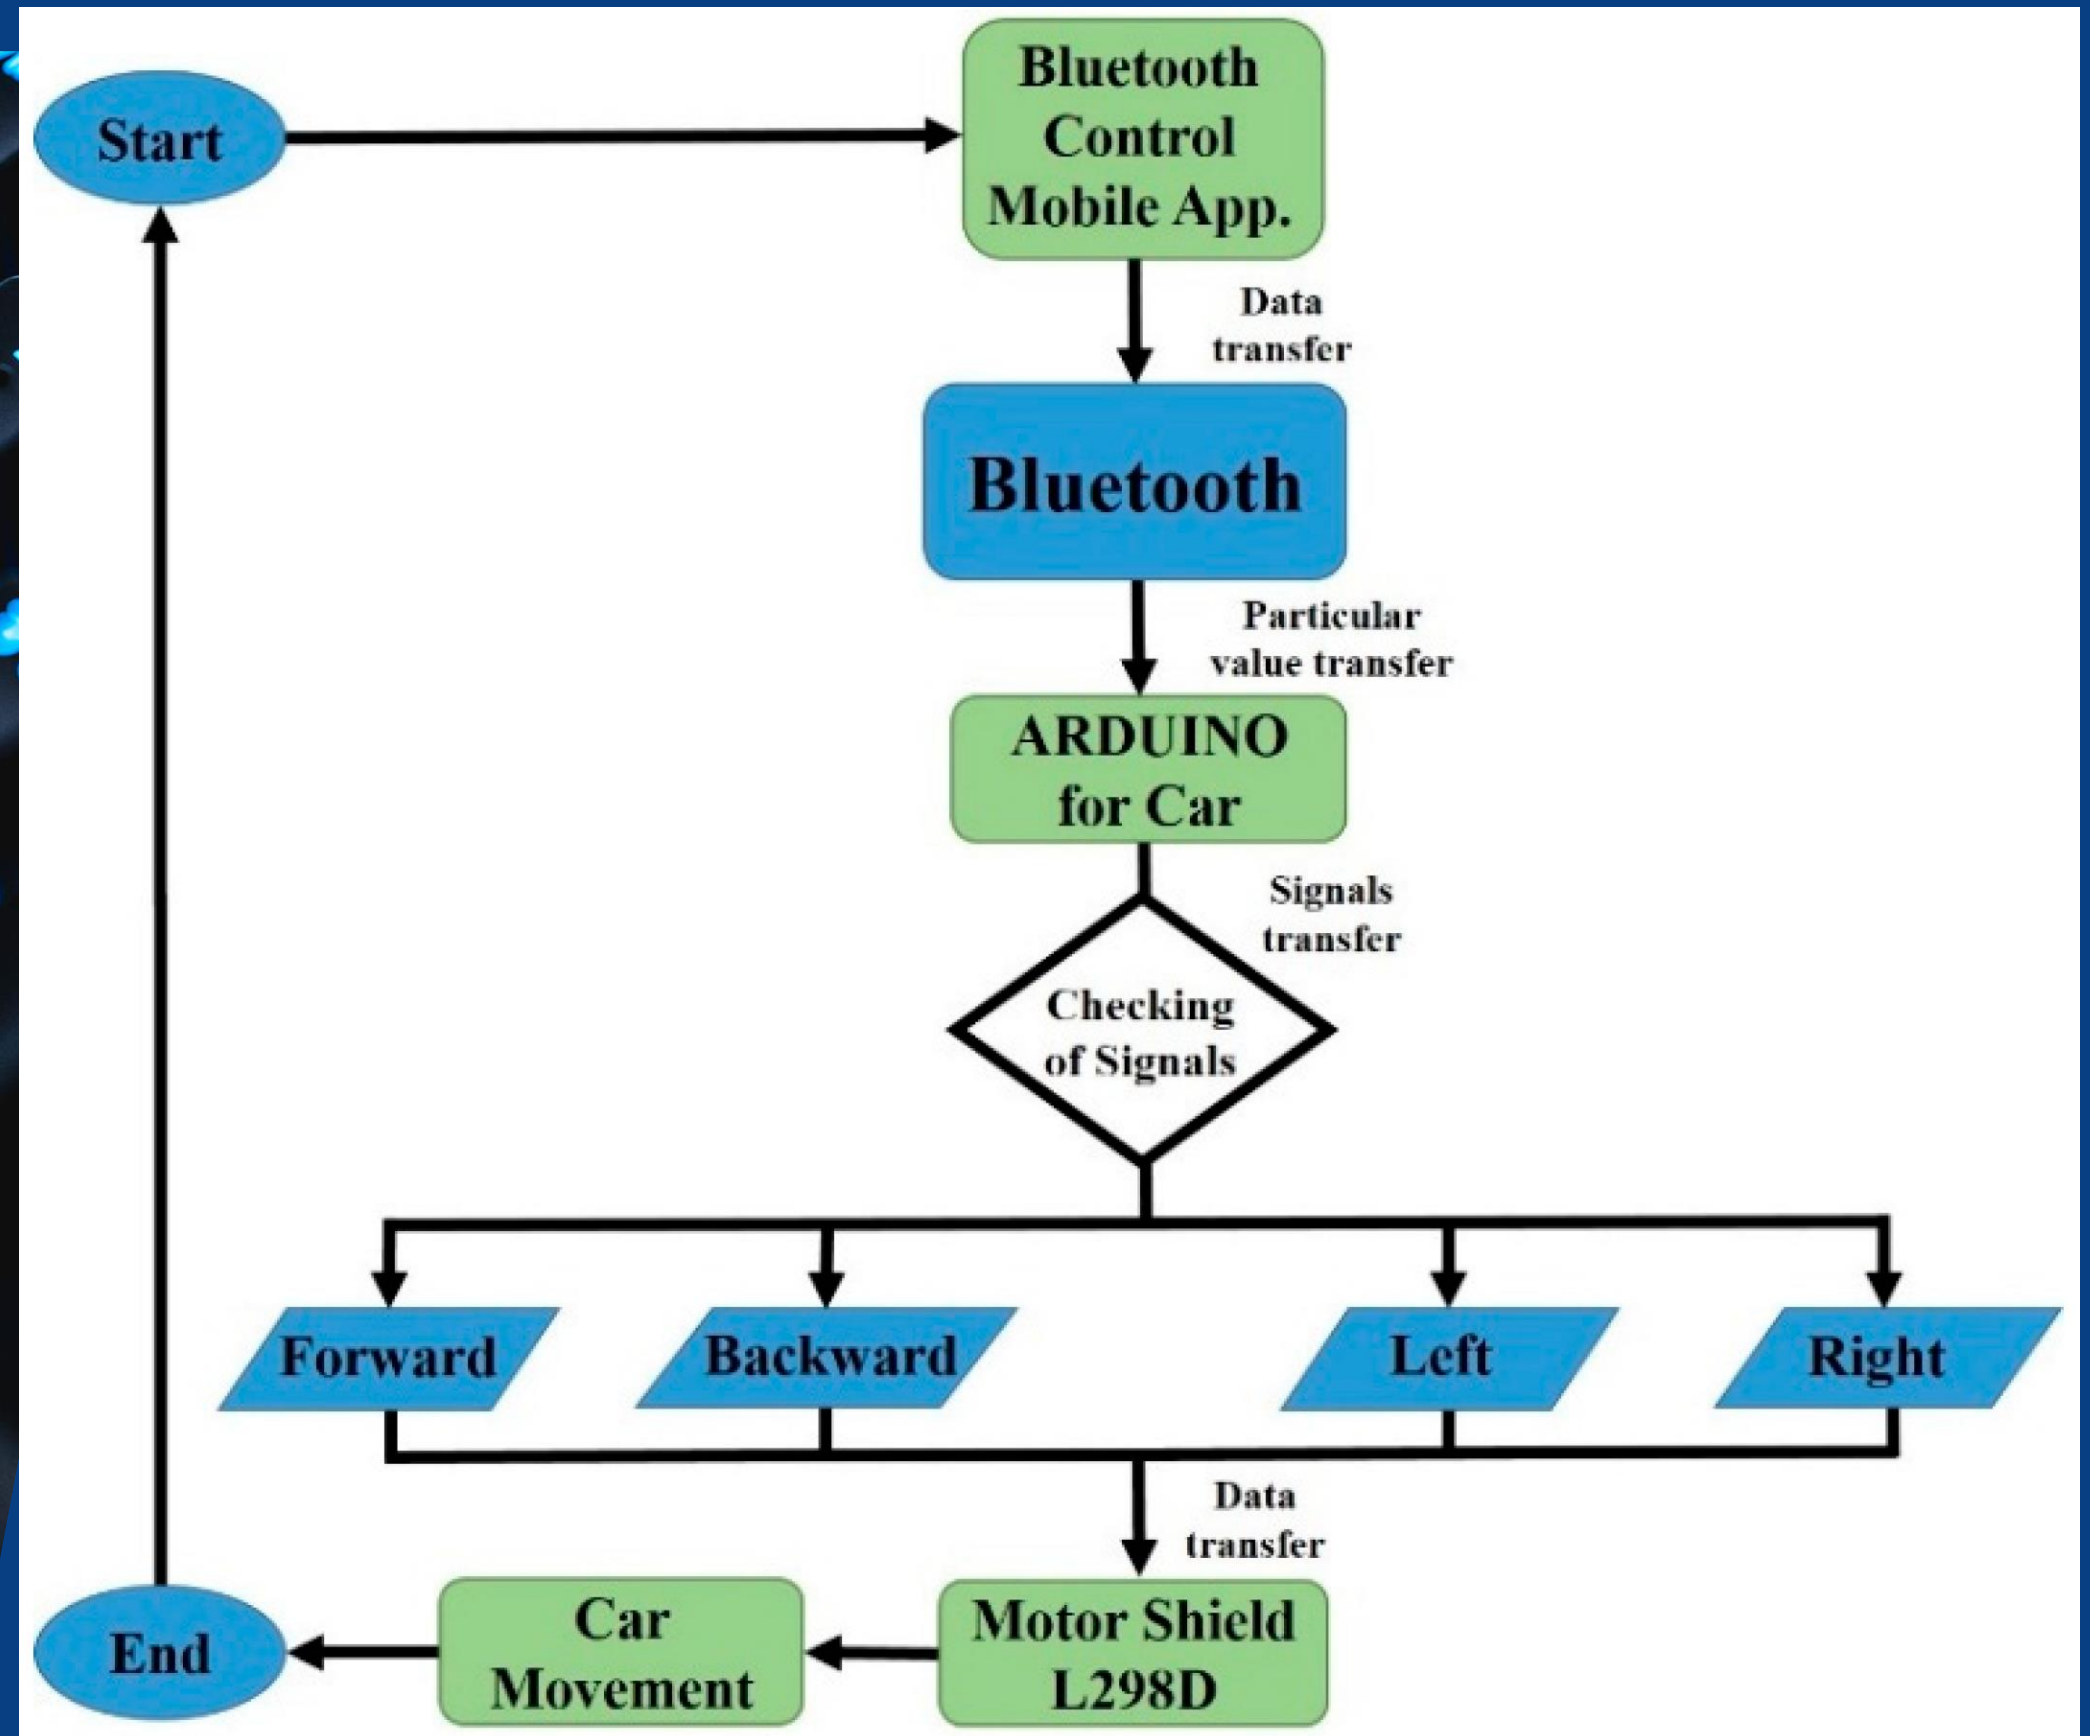 Start
Bluetooth
Control
Mobile App.
Data
transfer
Bluetooth
Particular
value transfer
ARDUINO
for Car
Signals
transfer
Checking
of Signals
Forward
Backward
Left
Right
Data
transfer
End
Car
Movement
Motor Shield
L298D